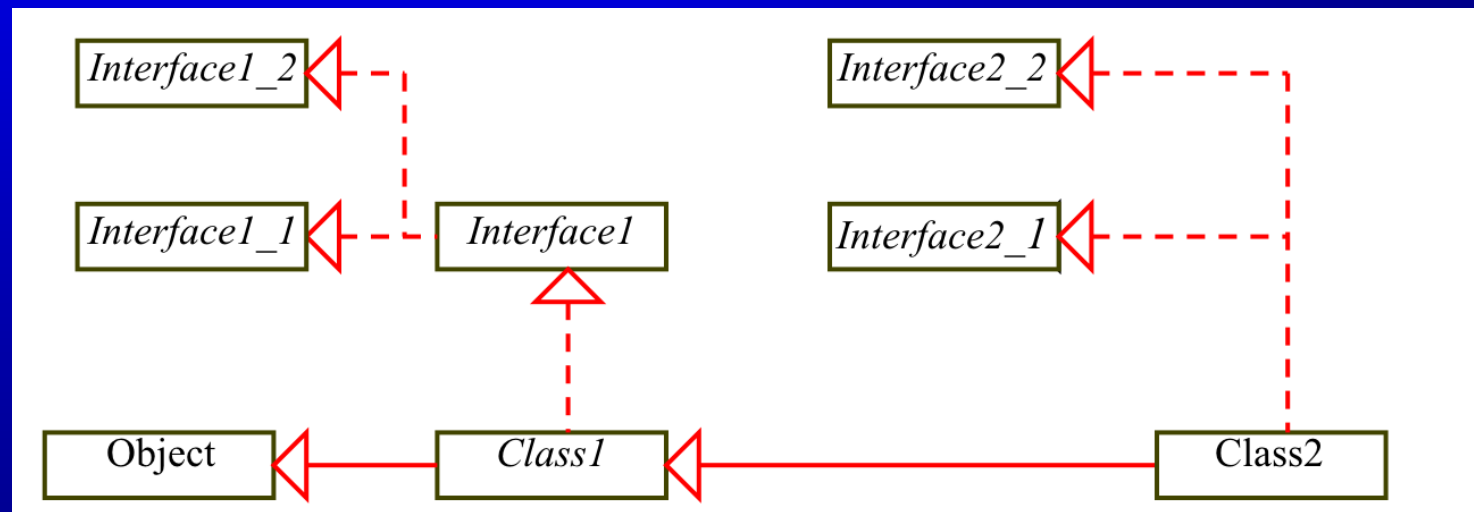 Interface1_2
Interface2_2
Interface1_1
Interface1
Interface2_1
Object
Class1
Class2